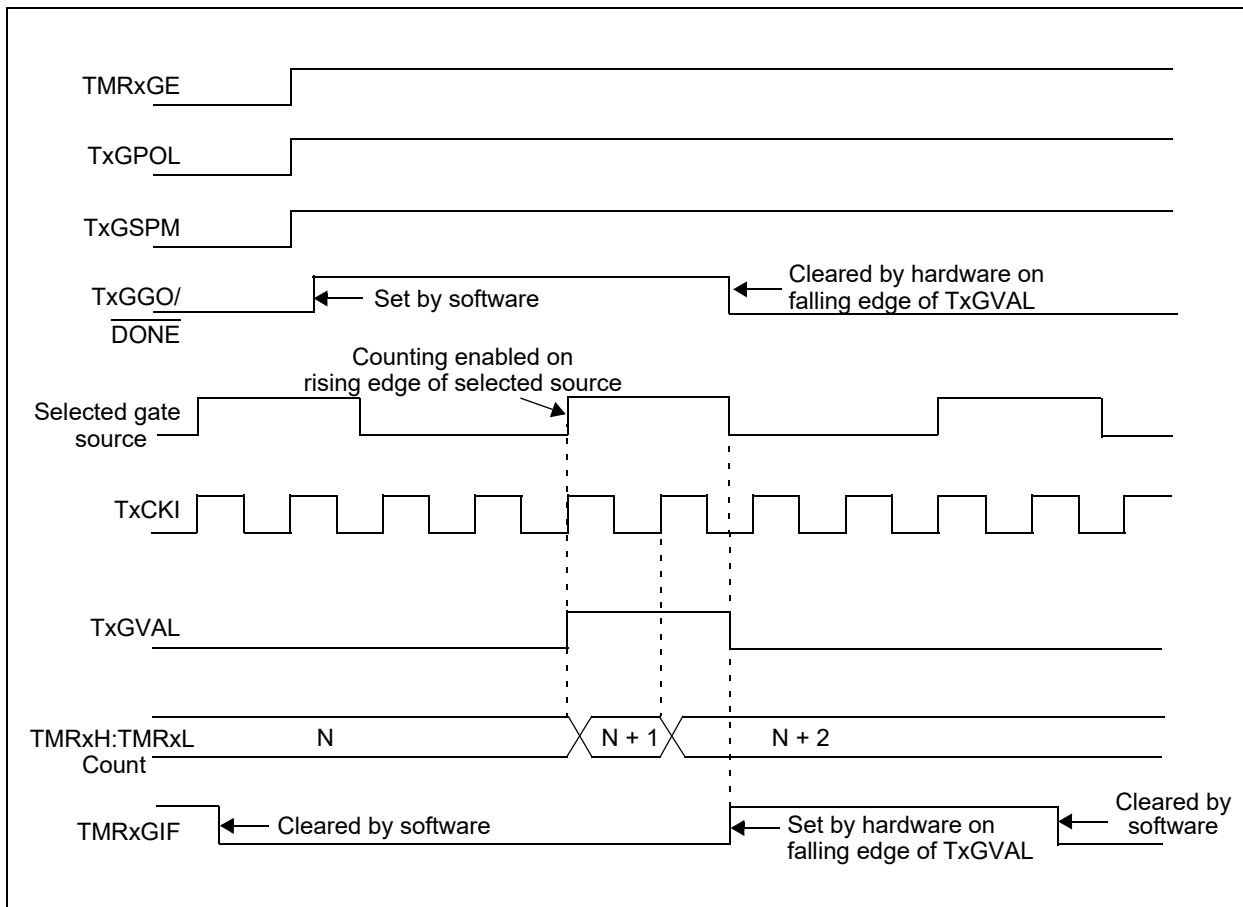 TMRxGE
TxGPOL
TxGSPM
TxGGO/
DONE
Set by software
Cleared by hardware on
falling edge of TxGVAL
Counting enabled on
rising edge of selected source
Selected gate
source
TxCKI
TxGVAL
TMRxH:TMRxL
Count
N
N + 1
N + 2
TMRxGIF
Cleared by software
Set by hardware on
falling edge of TxGVAL
Cleared by
software